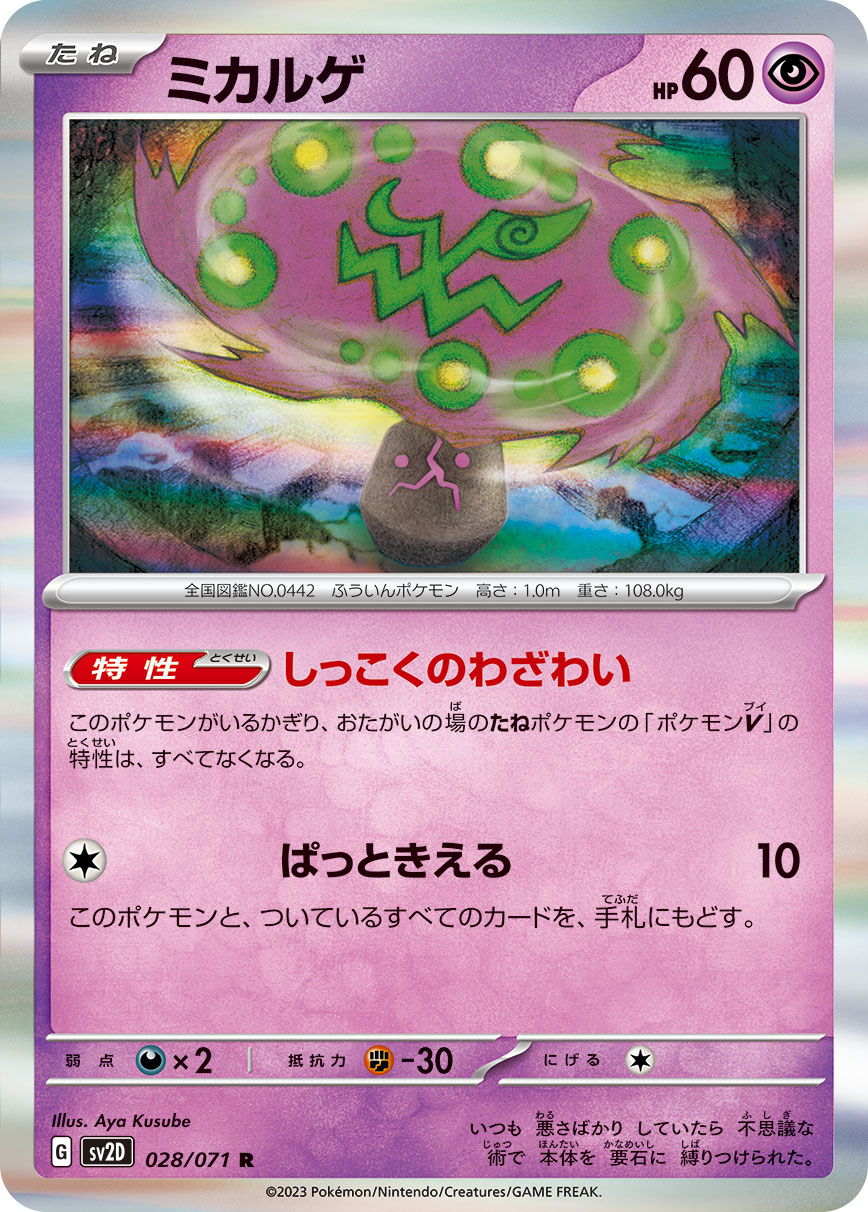 たね
ミカルゲ
HP60
全国図鑑NO.0442 ふういんポケモン 高さ:1.0m 重さ:108.0kg
特性 とくせい しっこくのわざわい
このポケモンがいるかぎり、おたがいの場のたねポケモンの「ポケモンV」の
特性は、すべてなくなる。
ぱっときえる 10
このポケモンと、ついているすべてのカードを、手札にもどす。
弱点 ×2 抵抗力 -30 にげる
Illus. Aya Kusube
いつも 悪さばかり していたら 不思議な
術で 本体を 要石に 縛りつけられた。
G sv2D 028/071 R
©2023 Pokémon/Nintendo/Creatures/GAME FREAK.